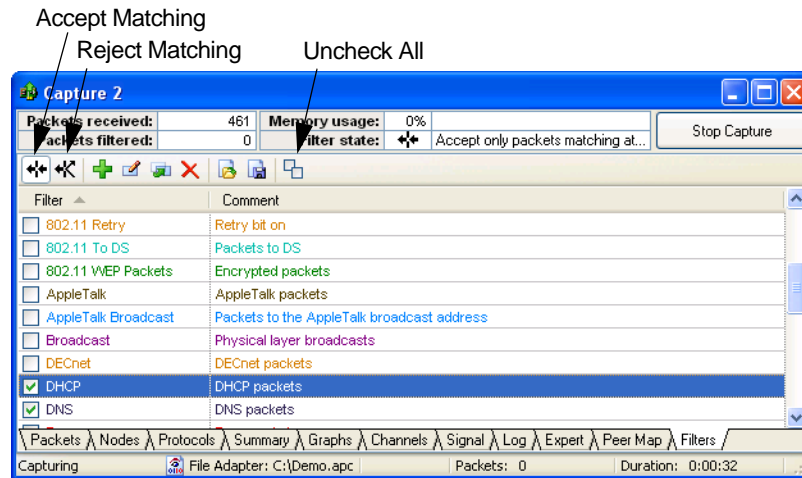 Accept Matching
Reject Matching
Uncheck All
Capture 2
Packets received: 461 Memory usage: 0%
Packets filtered: 0 Filter state: Accept only packets matching at...
Stop Capture
Filter Comment
802.11 Retry Retry bit on
802.11 To DS Packets to DS
802.11 WEP Packets Encrypted packets
AppleTalk AppleTalk packets
AppleTalk Broadcast Packets to the AppleTalk broadcast address
Broadcast Physical layer broadcasts
DECnet DECnet packets
DHCP DHCP packets
DNS DNS packets
Packets Nodes Protocols Summary Graphs Channels Signal Log Expert Peer Map Filters
Capturing File Adapter: C:\Demo.apc Packets: 0 Duration: 0:00:32